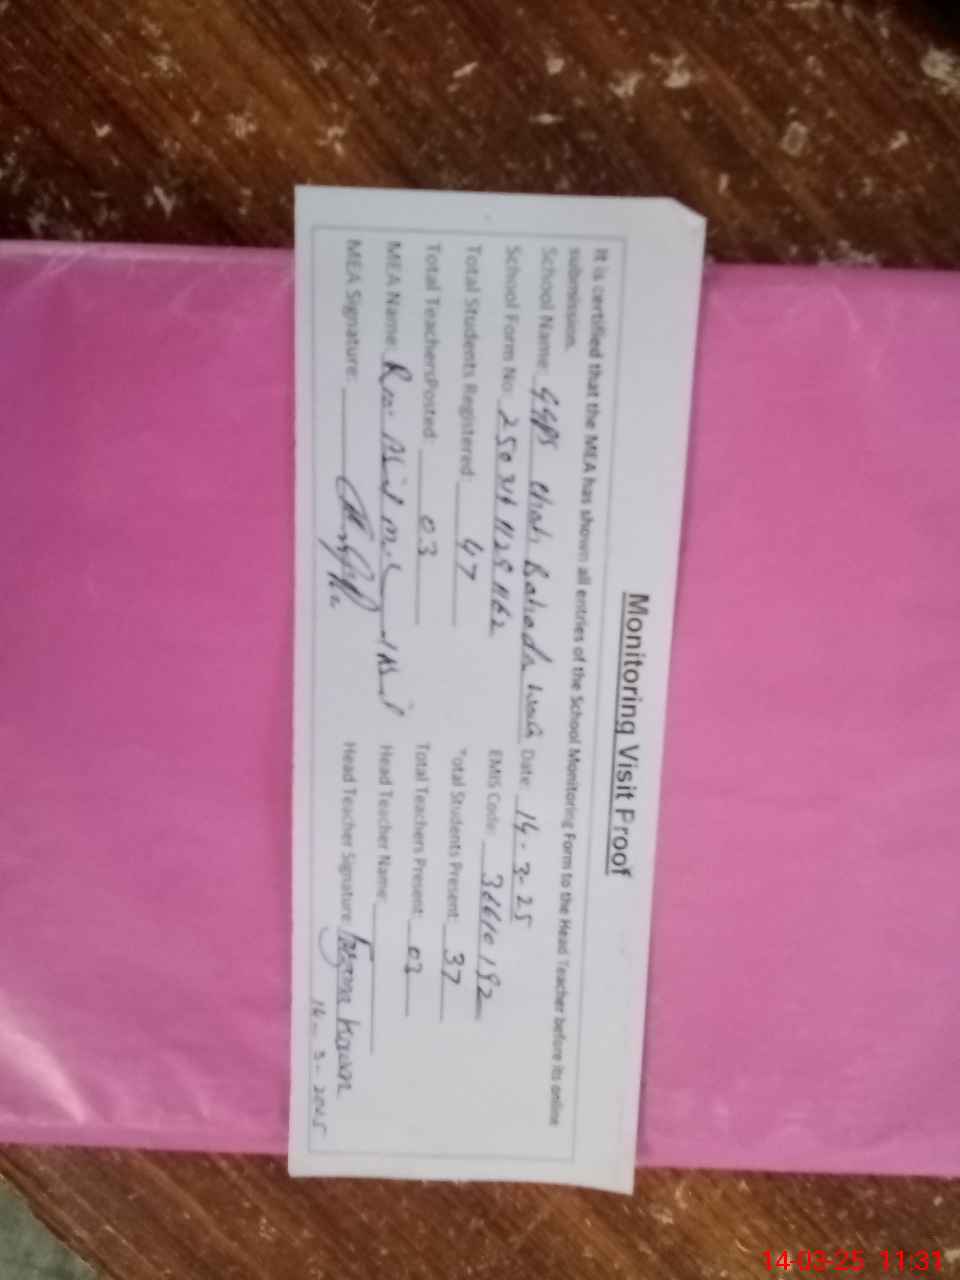 Monitoring Visit Proof
It is certified that the MEA has shown all entries of the School Monitoring Form to the Head Teacher before its online
submission.
School Name: GGPS Date: 14-3-25
School Form No: EMIS Code:
Total Students Registered: 47 Total Students Present: 37
Total TeachersPosted: 03 Total Teachers Present: 03
MEA Name: Head Teacher Name:
MEA Signature: Head Teacher Signature:
14-3-2025
14-03-25 11:31